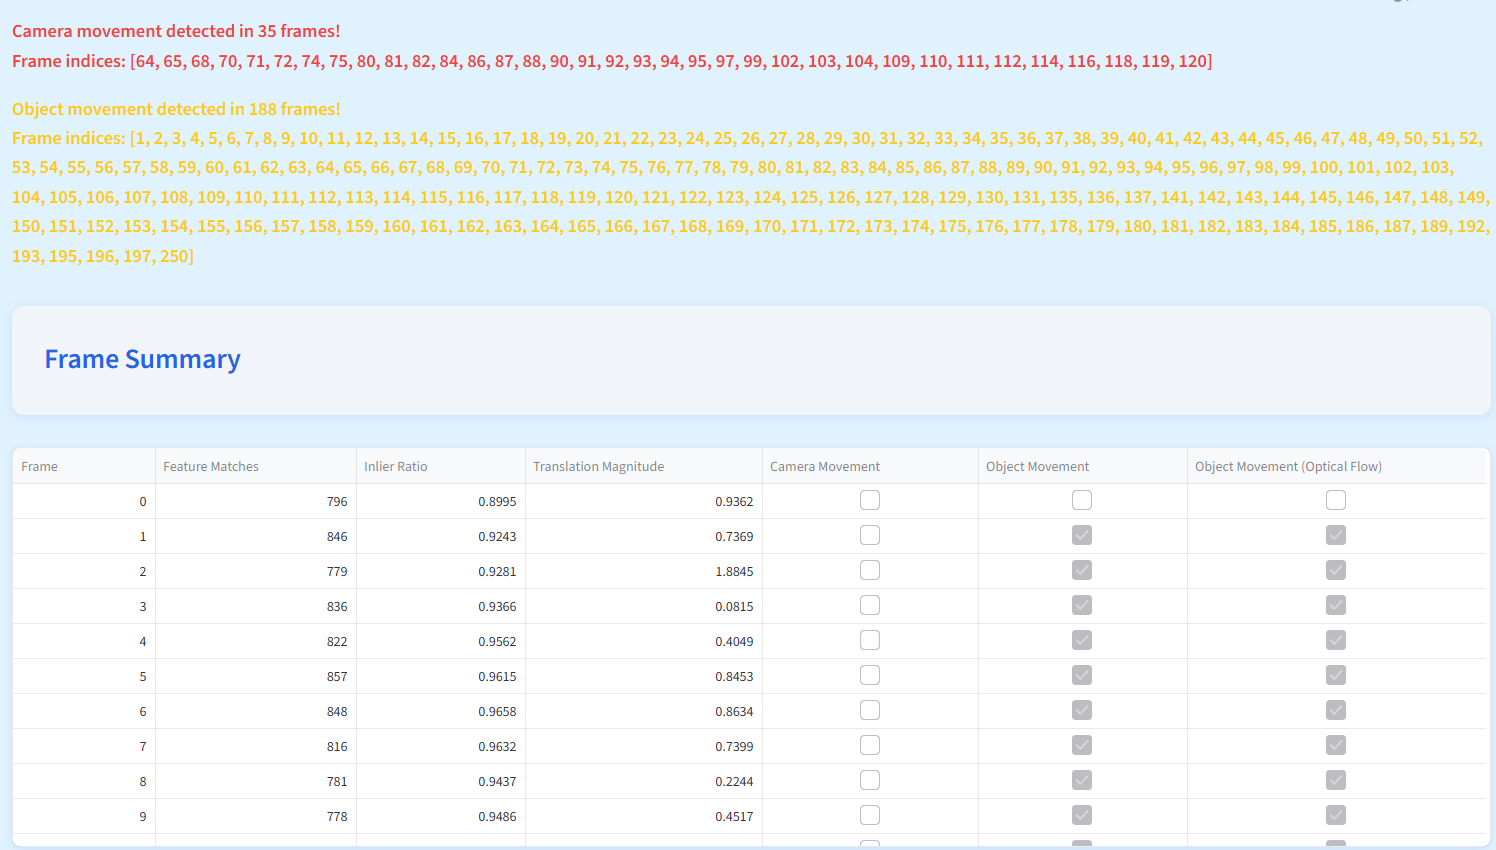 Camera movement detected in 35 frames!
Frame indices: [64, 65, 68, 70, 71, 72, 74, 75, 80, 81, 82, 84, 86, 87, 88, 90, 91, 92, 93, 94, 95, 97, 99, 102, 103, 104, 109, 110, 111, 112, 114, 116, 118, 119, 120]
Object movement detected in 188 frames!
Frame indices: [1, 2, 3, 4, 5, 6, 7, 8, 9, 10, 11, 12, 13, 14, 15, 16, 17, 18, 19, 20, 21, 22, 23, 24, 25, 26, 27, 28, 29, 30, 31, 32, 33, 34, 35, 36, 37, 38, 39, 40, 41, 42, 43, 44, 45, 46, 47, 48, 49, 50, 51, 52,
53, 54, 55, 56, 57, 58, 59, 60, 61, 62, 63, 64, 65, 66, 67, 68, 69, 70, 71, 72, 73, 74, 75, 76, 77, 78, 79, 80, 81, 82, 83, 84, 85, 86, 87, 88, 89, 90, 91, 92, 93, 94, 95, 96, 97, 98, 99, 100, 101, 102, 103,
104, 105, 106, 107, 108, 109, 110, 111, 112, 113, 114, 115, 116, 117, 118, 119, 120, 121, 122, 123, 124, 125, 126, 127, 128, 129, 130, 131, 135, 136, 137, 141, 142, 143, 144, 145, 146, 147, 148, 149,
150, 151, 152, 153, 154, 155, 156, 157, 158, 159, 160, 161, 162, 163, 164, 165, 166, 167, 168, 169, 170, 171, 172, 173, 174, 175, 176, 177, 178, 179, 180, 181, 182, 183, 184, 185, 186, 187, 189, 192,
193, 195, 196, 197, 250]
Frame Summary
Frame Feature Matches Inlier Ratio Translation Magnitude Camera Movement Object Movement Object Movement (Optical Flow)
0 796 0.8995 0.9362
1 846 0.9243 0.7369
2 779 0.9281 1.8845
3 836 0.9366 0.0815
4 822 0.9562 0.4049
5 857 0.9615 0.8453
6 848 0.9658 0.8634
7 816 0.9632 0.7399
8 781 0.9437 0.2244
9 778 0.9486 0.4517